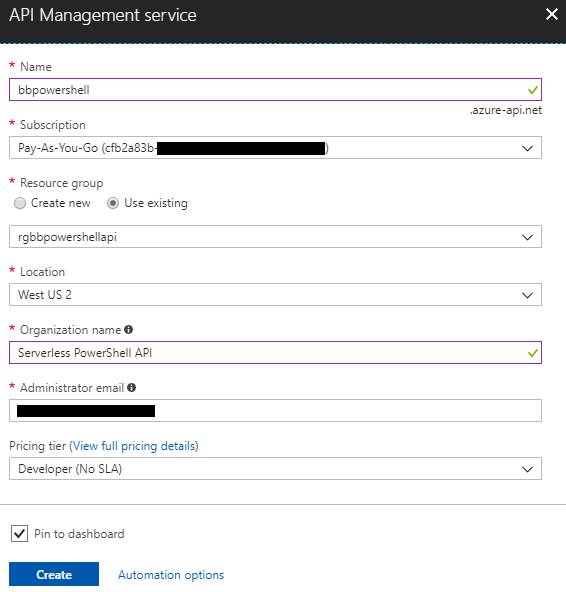 API Management service
* Name
bbpowershell
.azure-api.net
* Subscription
Pay-As-You-Go (cfb2a83b- )
* Resource group
Create new Use existing
rgbbpowershellapi
* Location
West US 2
* Organization name
Serverless PowerShell API
* Administrator email
Pricing tier (View full pricing details)
Developer (No SLA)
Pin to dashboard
Create Automation options